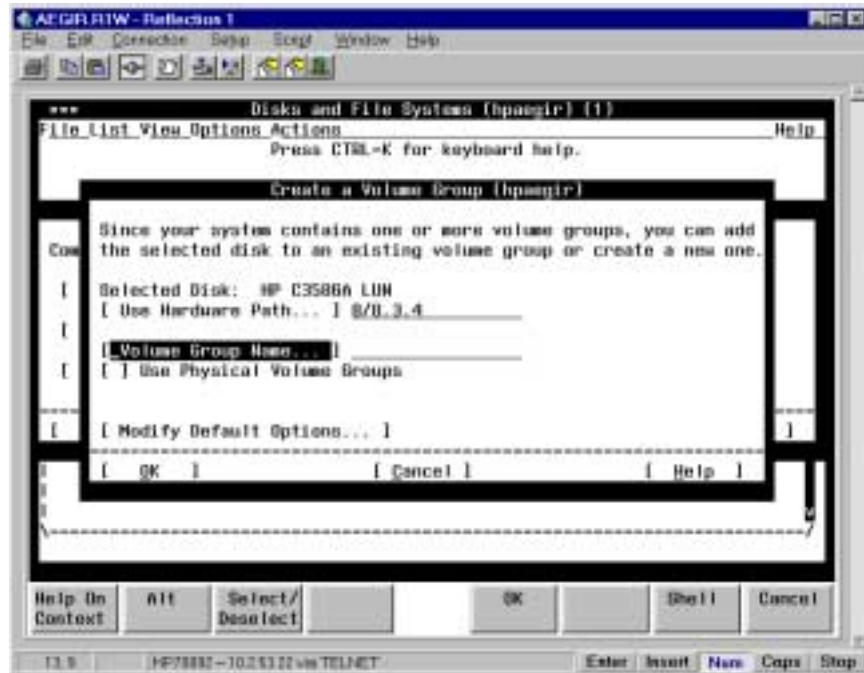 AEGIR.R1W - Reflection 1
File Edit Connection Setup Script Window Help
Disks and File Systems (hpaegir) (1)
File List View Options Actions Help
Press CTRL-K for keyboard help.
Create a Volume Group (hpaegir)
Since your system contains one or more volume groups, you can add
Com the selected disk to an existing volume group or create a new one.
[ Selected Disk: HP C3586A LUN
[ Use Hardware Path... ] 8/0.3.4
[
[ Volume Group Name... ]
[ [ ] Use Physical Volume Groups
[ [ Modify Default Options... ] ]
[ OK ] [ Cancel ] [ Help ]
Help On Context Alt Select/Deselect OK Shell Cancel
via TELNET Enter Insert Num Caps Stop